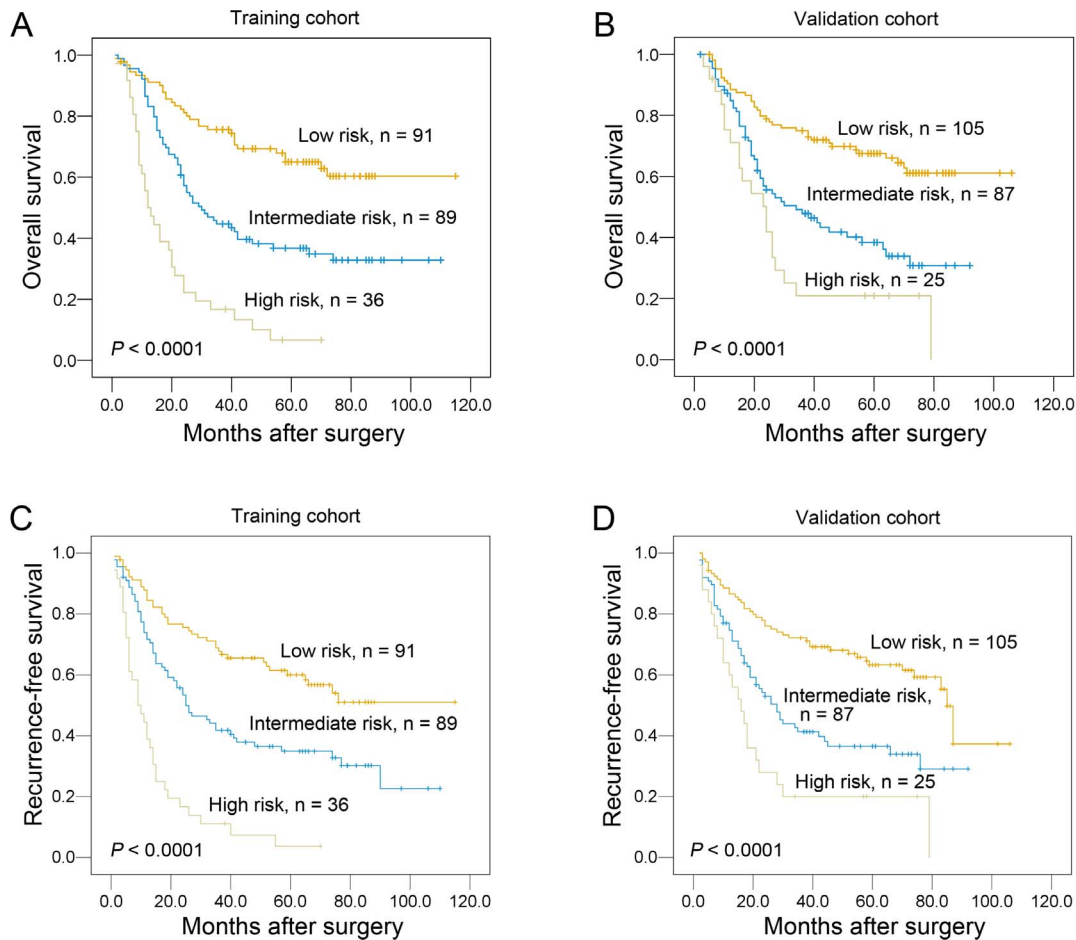 A
Training cohort
Overall survival
1.0
0.8
0.6
0.4
0.2
0.0
Low risk, n = 91
Intermediate risk, n = 89
High risk, n = 36
P < 0.0001
0.0 20.0 40.0 60.0 80.0 100.0 120.0
Months after surgery
B
Validation cohort
Overall survival
1.0
0.8
0.6
0.4
0.2
0.0
Low risk, n = 105
Intermediate risk, n = 87
High risk, n = 25
P < 0.0001
0.0 20.0 40.0 60.0 80.0 100.0 120.0
Months after surgery
C
Training cohort
Recurrence-free survival
1.0
0.8
0.6
0.4
0.2
0.0
Low risk, n = 91
Intermediate risk, n = 89
High risk, n = 36
P < 0.0001
0.0 20.0 40.0 60.0 80.0 100.0 120.0
Months after surgery
D
Validation cohort
Recurrence-free survival
1.0
0.8
0.6
0.4
0.2
0.0
Low risk, n = 105
Intermediate risk,
n = 87
High risk, n = 25
P < 0.0001
0.0 20.0 40.0 60.0 80.0 100.0 120.0
Months after surgery